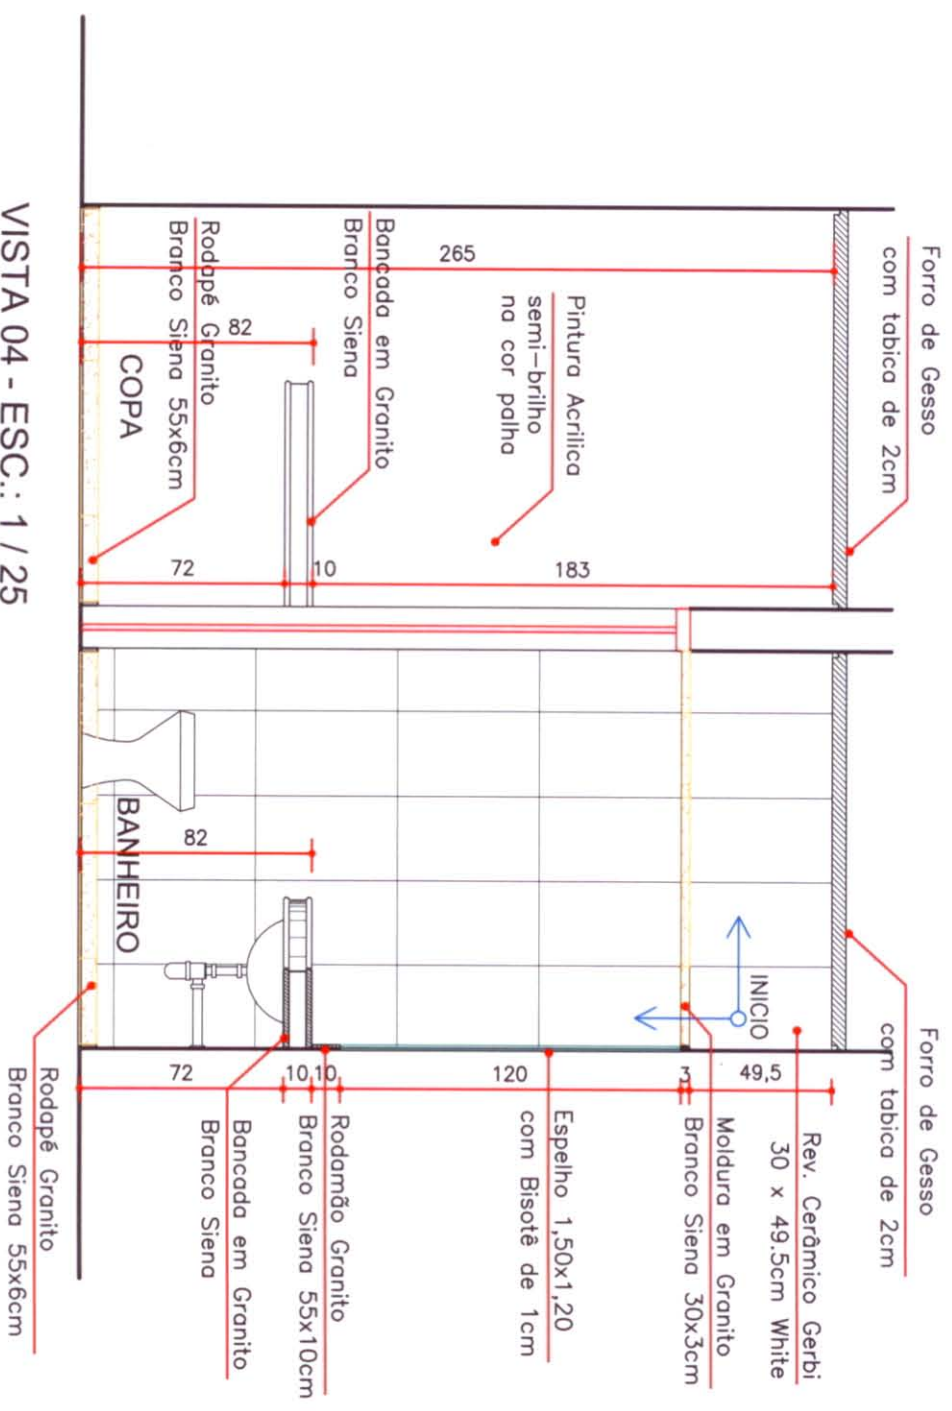 Forro de Gesso
com tabica de 2cm
Forro de Gesso
com tabica de 2cm
265
Pintura Acrilica
semi-brilho
na cor palha
Bancada em Granito
Branco Siena
82
Rodapé Granito
Branco Siena 55x6cm
COPA
72
10
183
INICIO
82
BANHEIRO
49,5
120
10
10
72
Rev. Cerâmico Gerbi
30 x 49.5cm White
Moldura em Granito
Branco Siena 30x3cm
Espelho 1,50x1,20
com Bisotê de 1cm
Rodamão Granito
Branco Siena 55x10cm
Bancada em Granito
Branco Siena
Rodapé Granito
Branco Siena 55x6cm
VISTA 04 - ESC.: 1 / 25